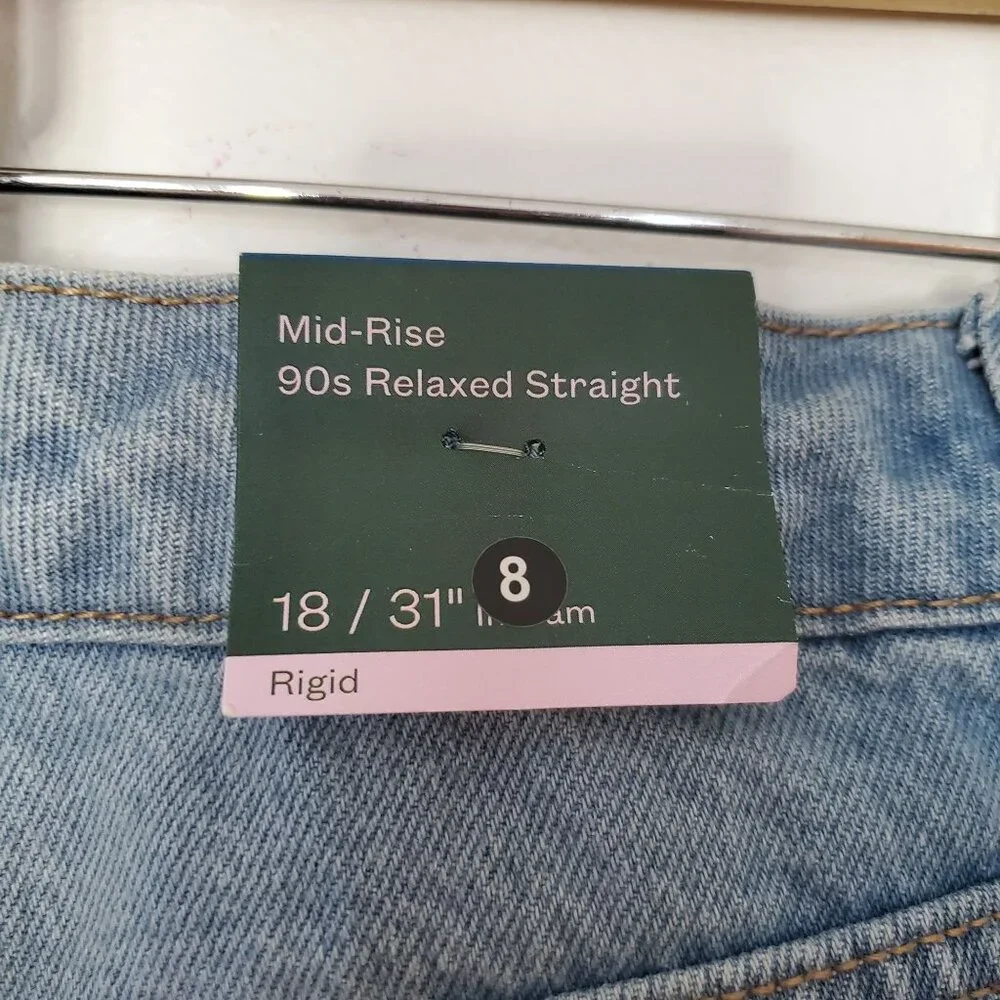 Mid-Rise
90s Relaxed Straight
8
18 / 31"
Rigid